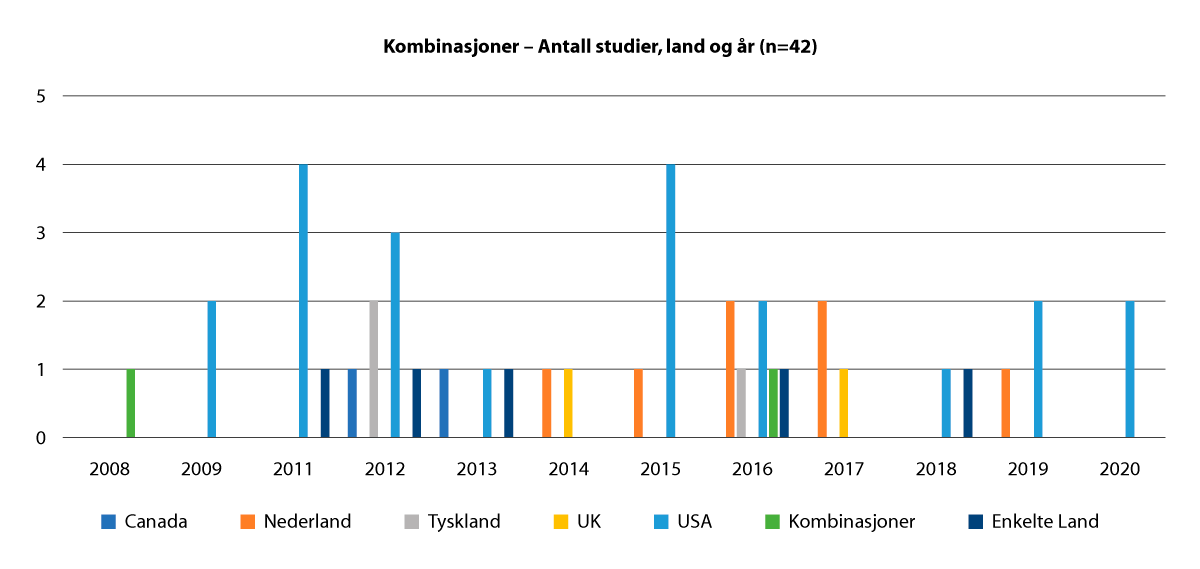 Kombinasjoner – Antall studier, land og år (n=42)
5
4
3
2
1
0
2008 2009 2011 2012 2013 2014 2015 2016 2017 2018 2019 2020
Canada Nederland Tyskland UK USA Kombinasjoner Enkelte Land